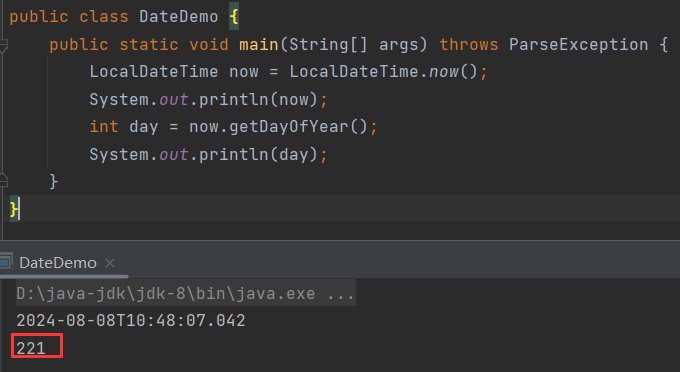 public class DateDemo {
    public static void main(String[] args) throws ParseException {
        LocalDateTime now = LocalDateTime.now();
        System.out.println(now);
        int day = now.getDayOfYear();
        System.out.println(day);
    }
}
DateDemo ×
D:\java-jdk\jdk-8\bin\java.exe ...
2024-08-08T10:48:07.042
221